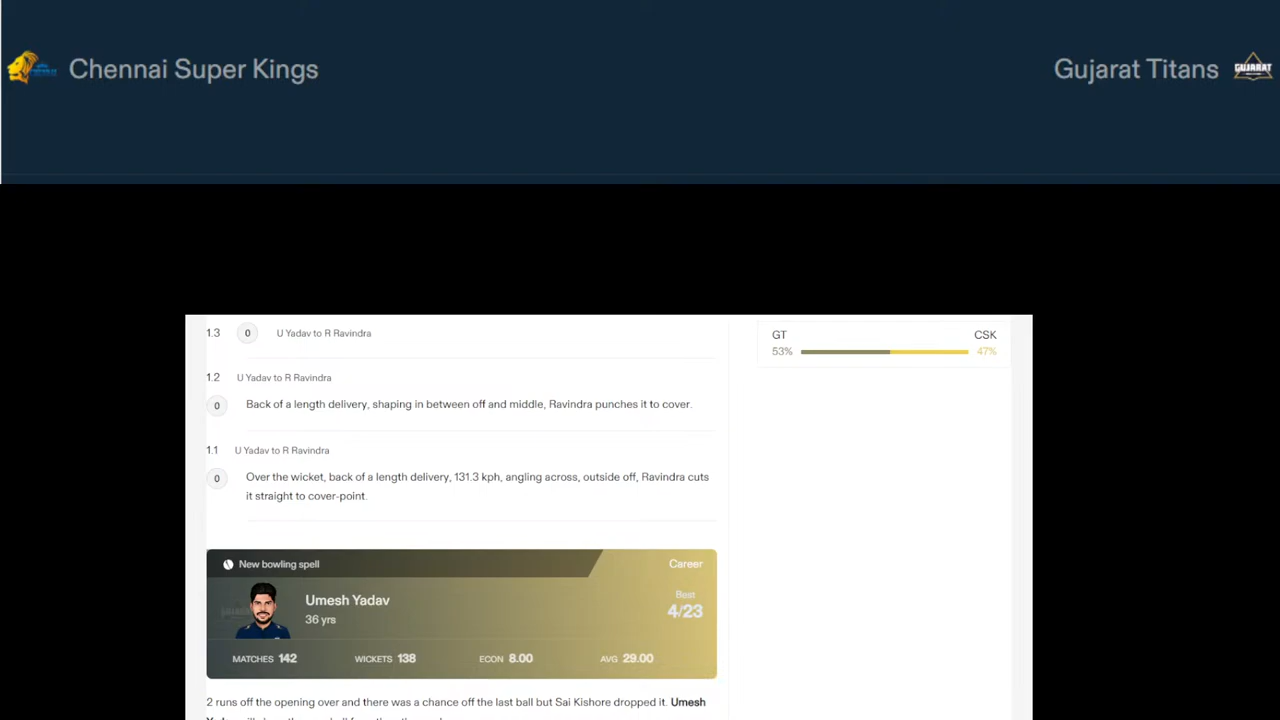 Chennai Super Kings
Gujarat Titans GUJARAT
1.3 0 U Yadav to R Ravindra
GT CSK
53% 47%
1.2 U Yadav to R Ravindra
0 Back of a length delivery, shaping in between off and middle, Ravindra punches it to cover.
1.1 U Yadav to R Ravindra
0 Over the wicket, back of a length delivery, 131.3 kph, angling across, outside off, Ravindra cuts
it straight to cover-point.
New bowling spell Career
Umesh Yadav
36 yrs
Best
4/23
MATCHES 142 WICKETS 138 ECON 8.00 AVG 29.00
2 runs off the opening over and there was a chance off the last ball but Sai Kishore dropped it. Umesh